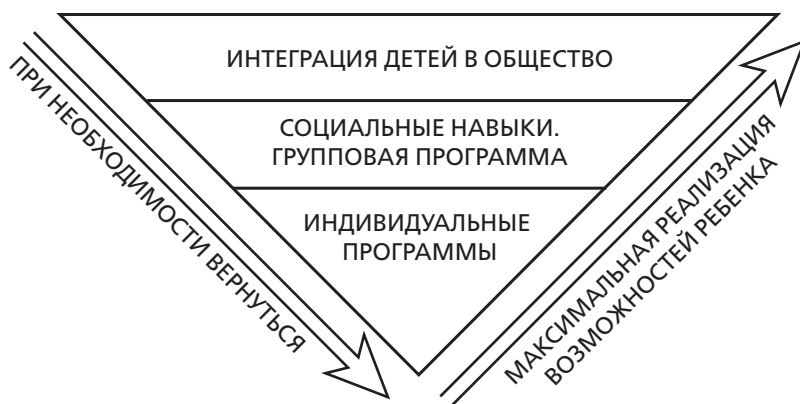 ИНТЕГРАЦИЯ ДЕТЕЙ В ОБЩЕСТВО
СОЦИАЛЬНЫЕ НАВЫКИ.
ГРУППОВАЯ ПРОГРАММА
ИНДИВИДУАЛЬНЫЕ
ПРОГРАММЫ
ПРИ НЕОБХОДИМОСТИ ВЕРНУТЬСЯ
МАКСИМАЛЬНАЯ РЕАЛИЗАЦИЯ
ВОЗМОЖНОСТЕЙ РЕБЕНКА